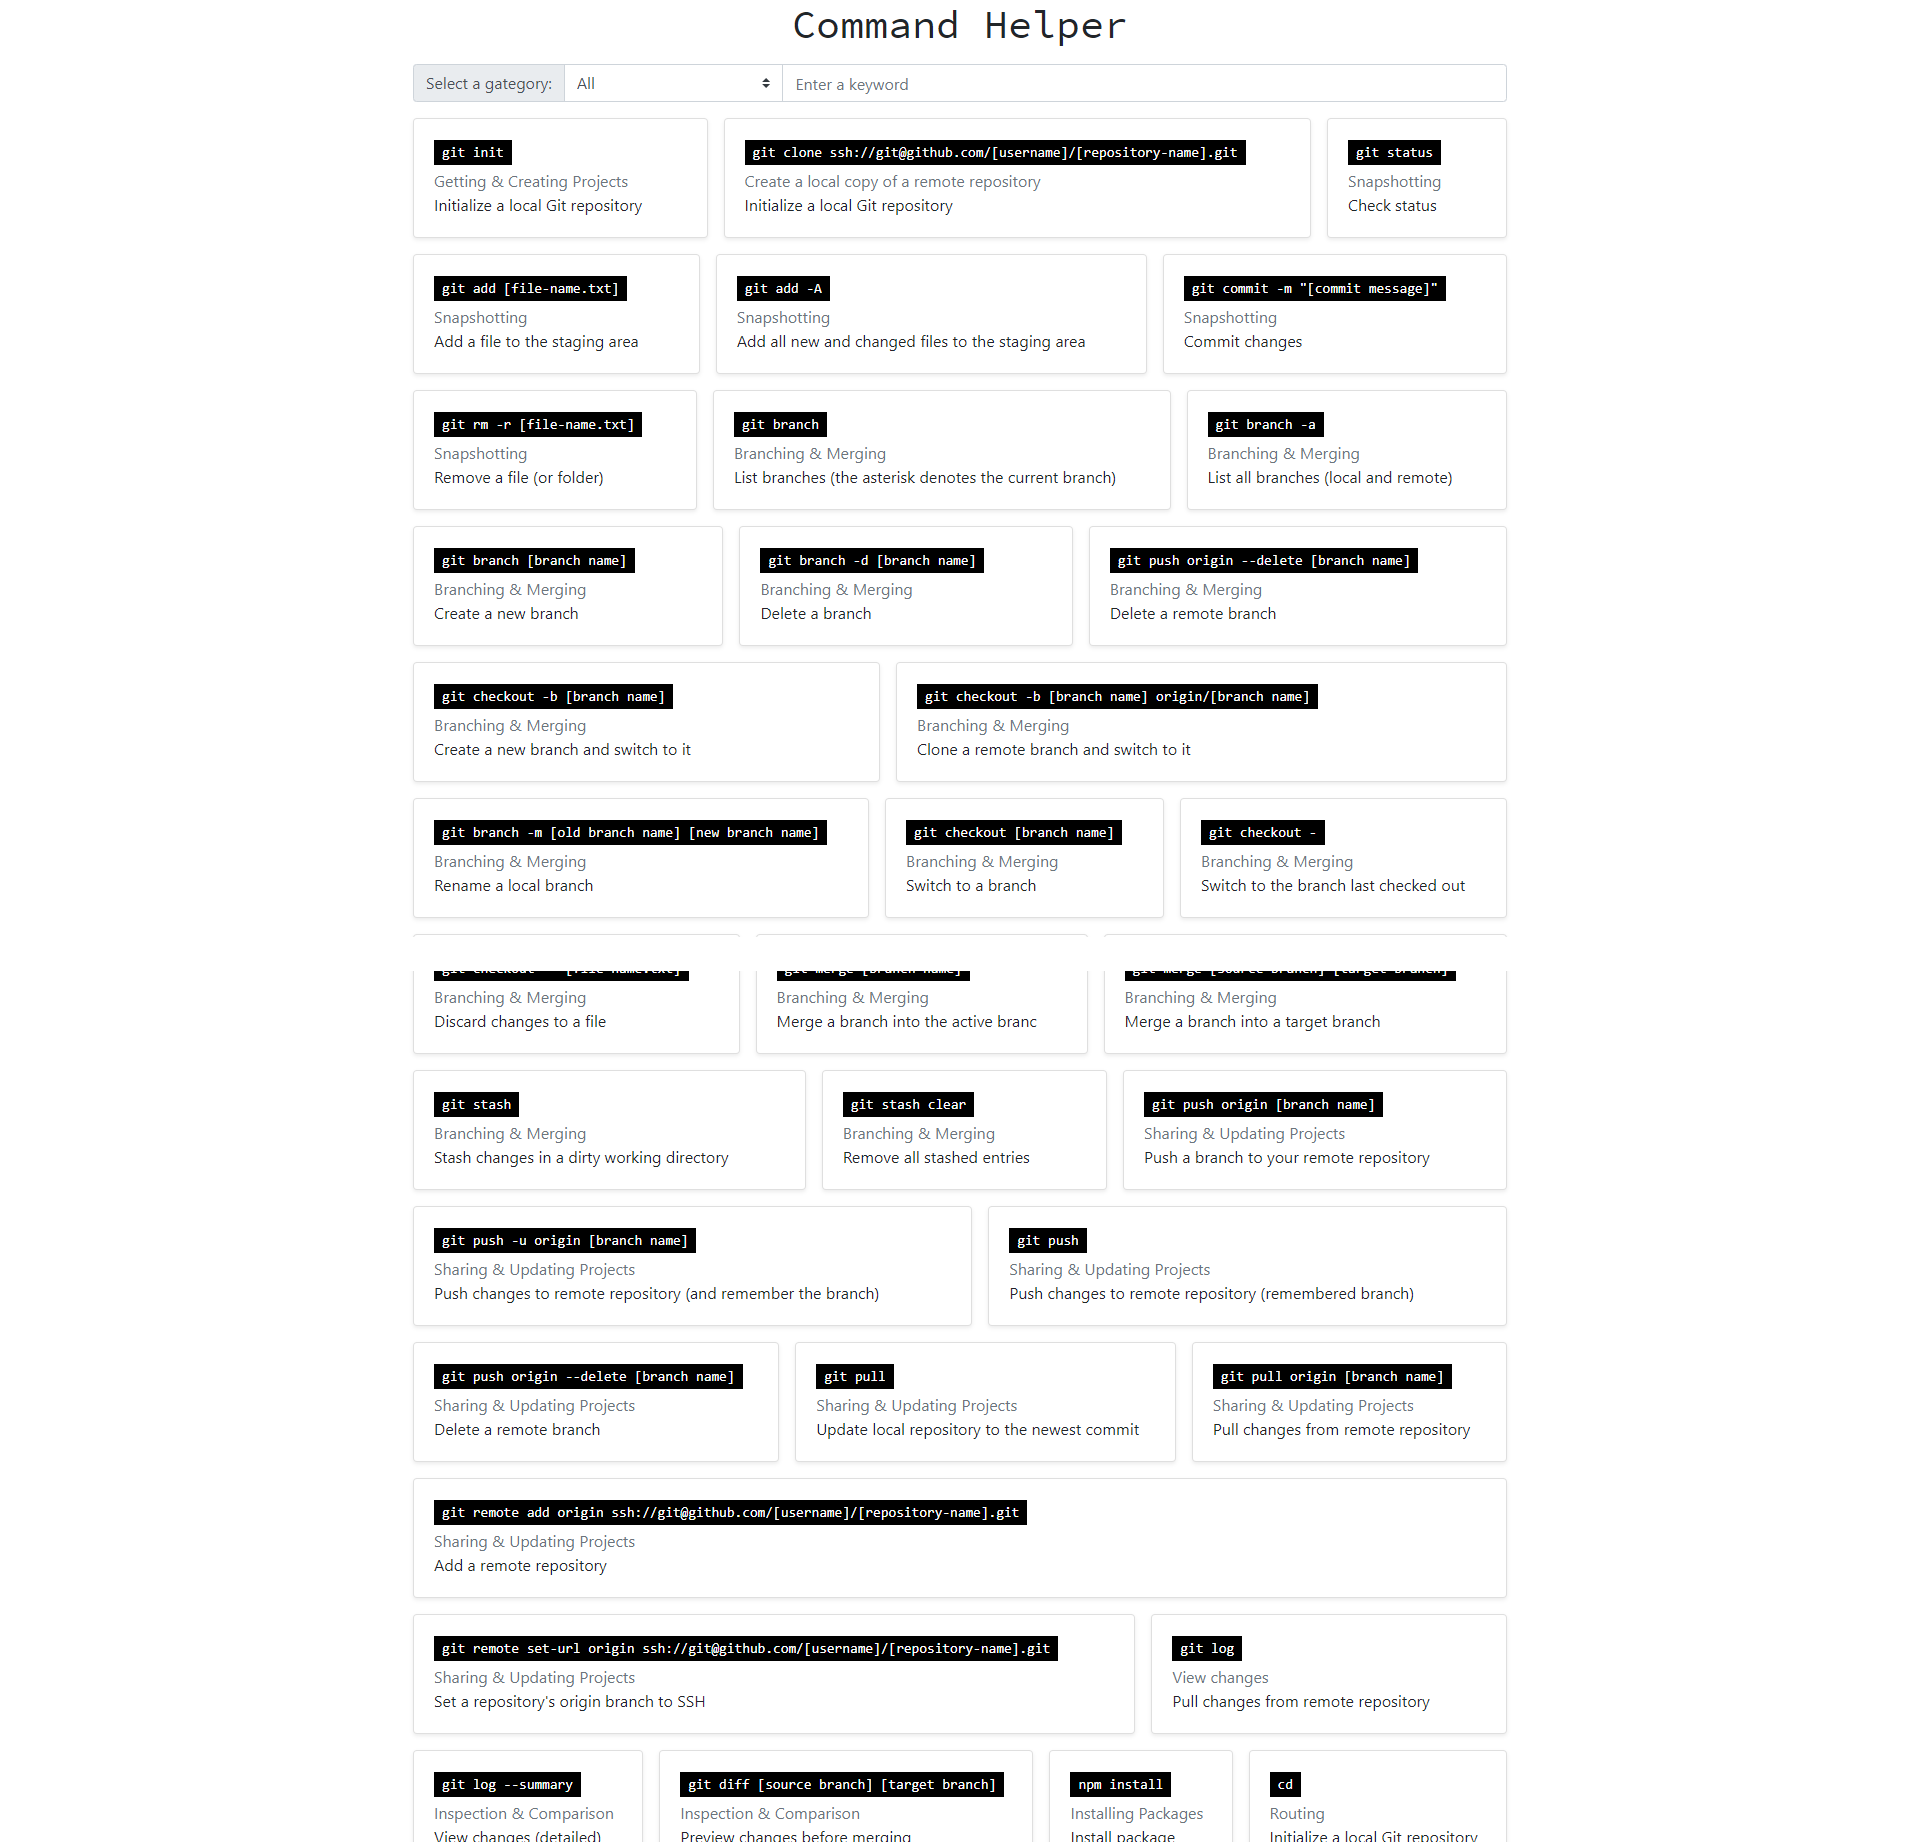 Command Helper
Select a gategory:
All
Enter a keyword
git init
Getting & Creating Projects
Initialize a local Git repository
git clone ssh://git@github.com/[username]/[repository-name].git
Create a local copy of a remote repository
Initialize a local Git repository
git status
Snapshotting
Check status
git add [file-name.txt]
Snapshotting
Add a file to the staging area
git add -A
Snapshotting
Add all new and changed files to the staging area
git commit -m "[commit message]"
Snapshotting
Commit changes
git rm -r [file-name.txt]
Snapshotting
Remove a file (or folder)
git branch
Branching & Merging
List branches (the asterisk denotes the current branch)
git branch -a
Branching & Merging
List all branches (local and remote)
git branch [branch name]
Branching & Merging
Create a new branch
git branch -d [branch name]
Branching & Merging
Delete a branch
git push origin --delete [branch name]
Branching & Merging
Delete a remote branch
git checkout -b [branch name]
Branching & Merging
Create a new branch and switch to it
git checkout -b [branch name] origin/[branch name]
Branching & Merging
Clone a remote branch and switch to it
git branch -m [old branch name] [new branch name]
Branching & Merging
Rename a local branch
git checkout [branch name]
Branching & Merging
Switch to a branch
git checkout -
Branching & Merging
Switch to the branch last checked out
Branching & Merging
Discard changes to a file
git merge [branch name]
Branching & Merging
Merge a branch into the active branc
git merge [source branch] [target branch]
Branching & Merging
Merge a branch into a target branch
git stash
Branching & Merging
Stash changes in a dirty working directory
git stash clear
Branching & Merging
Remove all stashed entries
git push origin [branch name]
Sharing & Updating Projects
Push a branch to your remote repository
git push -u origin [branch name]
Sharing & Updating Projects
Push changes to remote repository (and remember the branch)
git push
Sharing & Updating Projects
Push changes to remote repository (remembered branch)
git push origin --delete [branch name]
Sharing & Updating Projects
Delete a remote branch
git pull
Sharing & Updating Projects
Update local repository to the newest commit
git pull origin [branch name]
Sharing & Updating Projects
Pull changes from remote repository
git remote add origin ssh://git@github.com/[username]/[repository-name].git
Sharing & Updating Projects
Add a remote repository
git remote set-url origin ssh://git@github.com/[username]/[repository-name].git
Sharing & Updating Projects
Set a repository's origin branch to SSH
git log
View changes
Pull changes from remote repository
git log --summary
Inspection & Comparison
View changes (detailed)
git diff [source branch] [target branch]
Inspection & Comparison
Preview changes before merging
npm install
Installing Packages
Install package
cd
Routing
Initialize a local Git repository